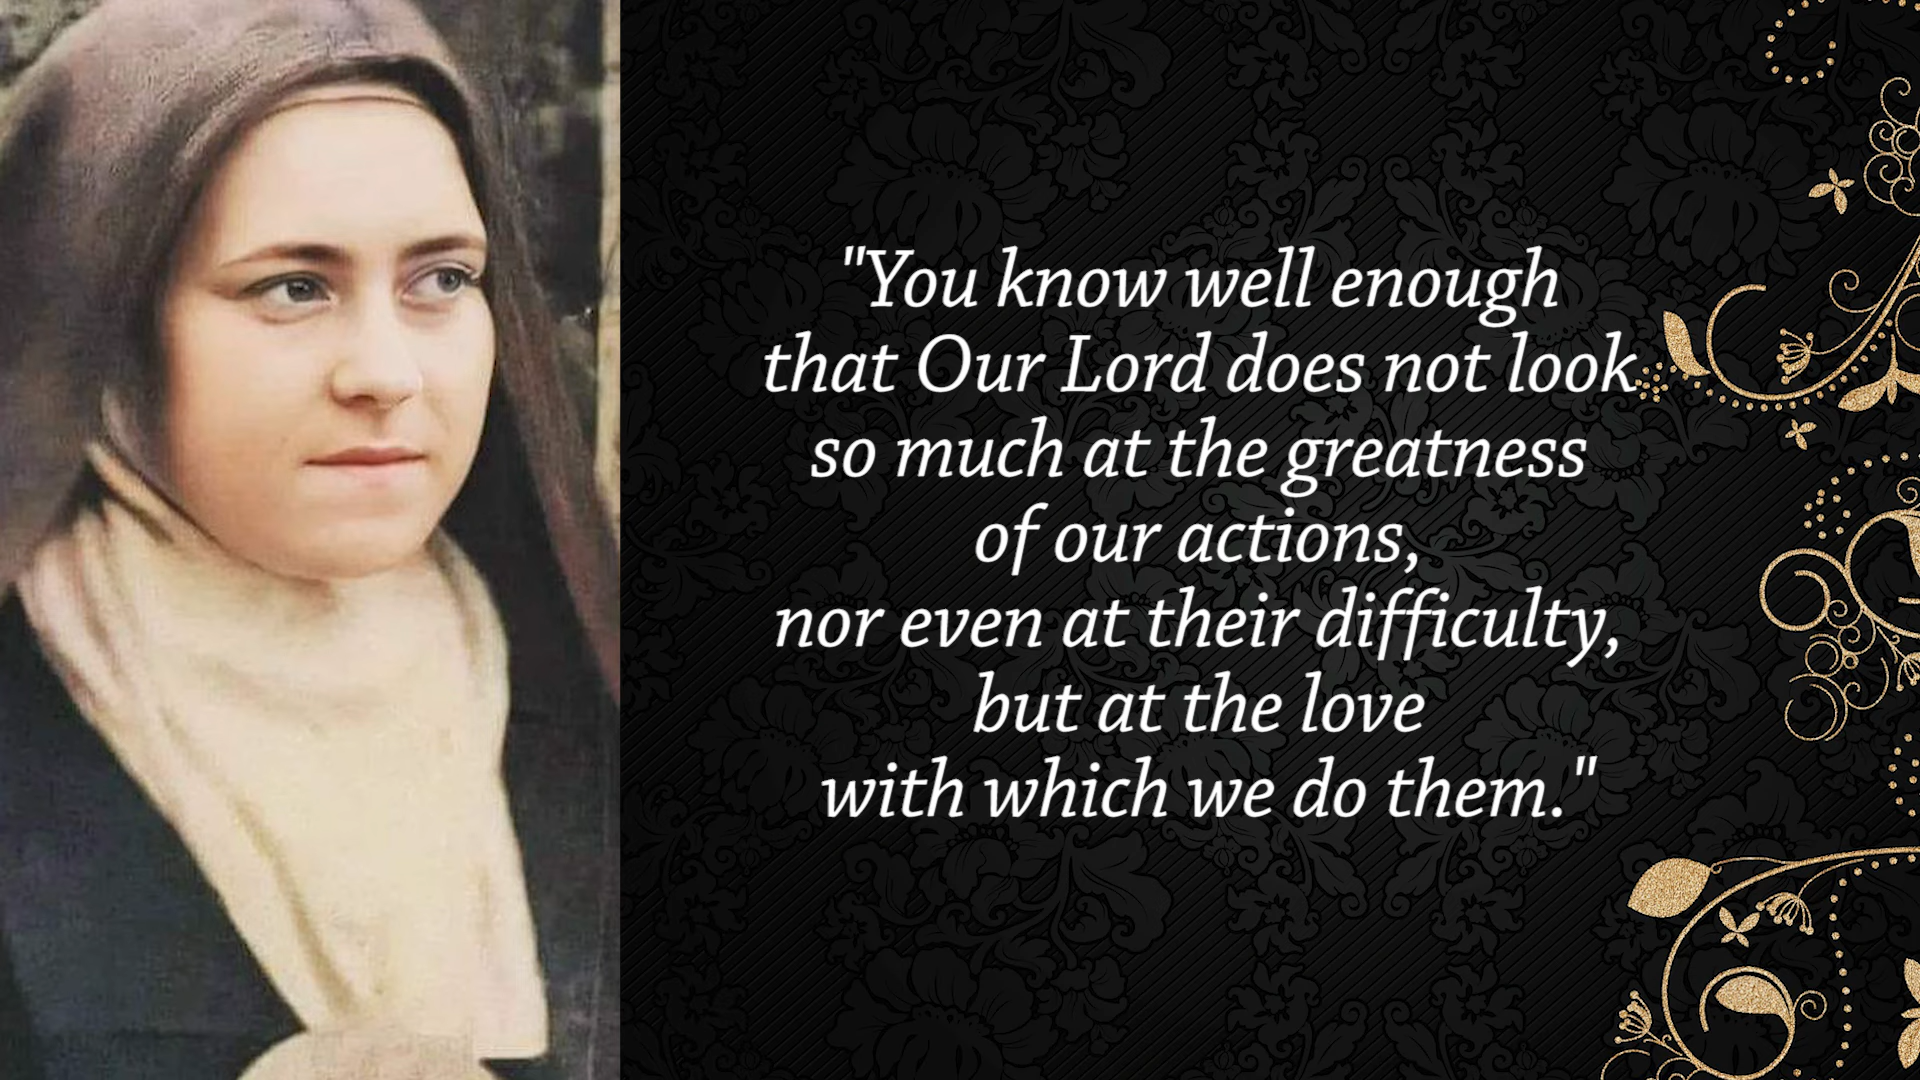 "You know well enough
that Our Lord does not look
so much at the greatness
of our actions,
nor even at their difficulty,
but at the love
with which we do them."